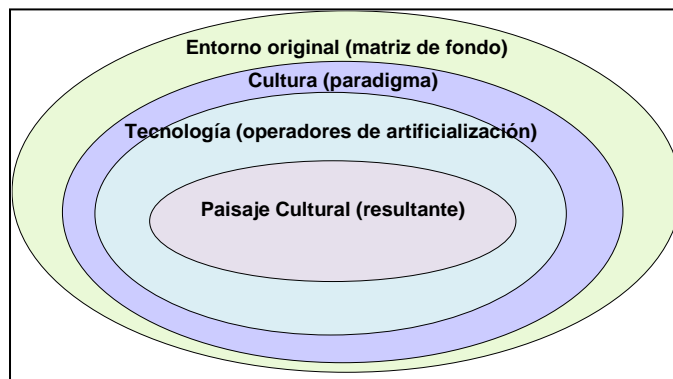 Entorno original (matriz de fondo)
Cultura (paradigma)
Tecnología (operadores de artificialización)
Paisaje Cultural (resultante)